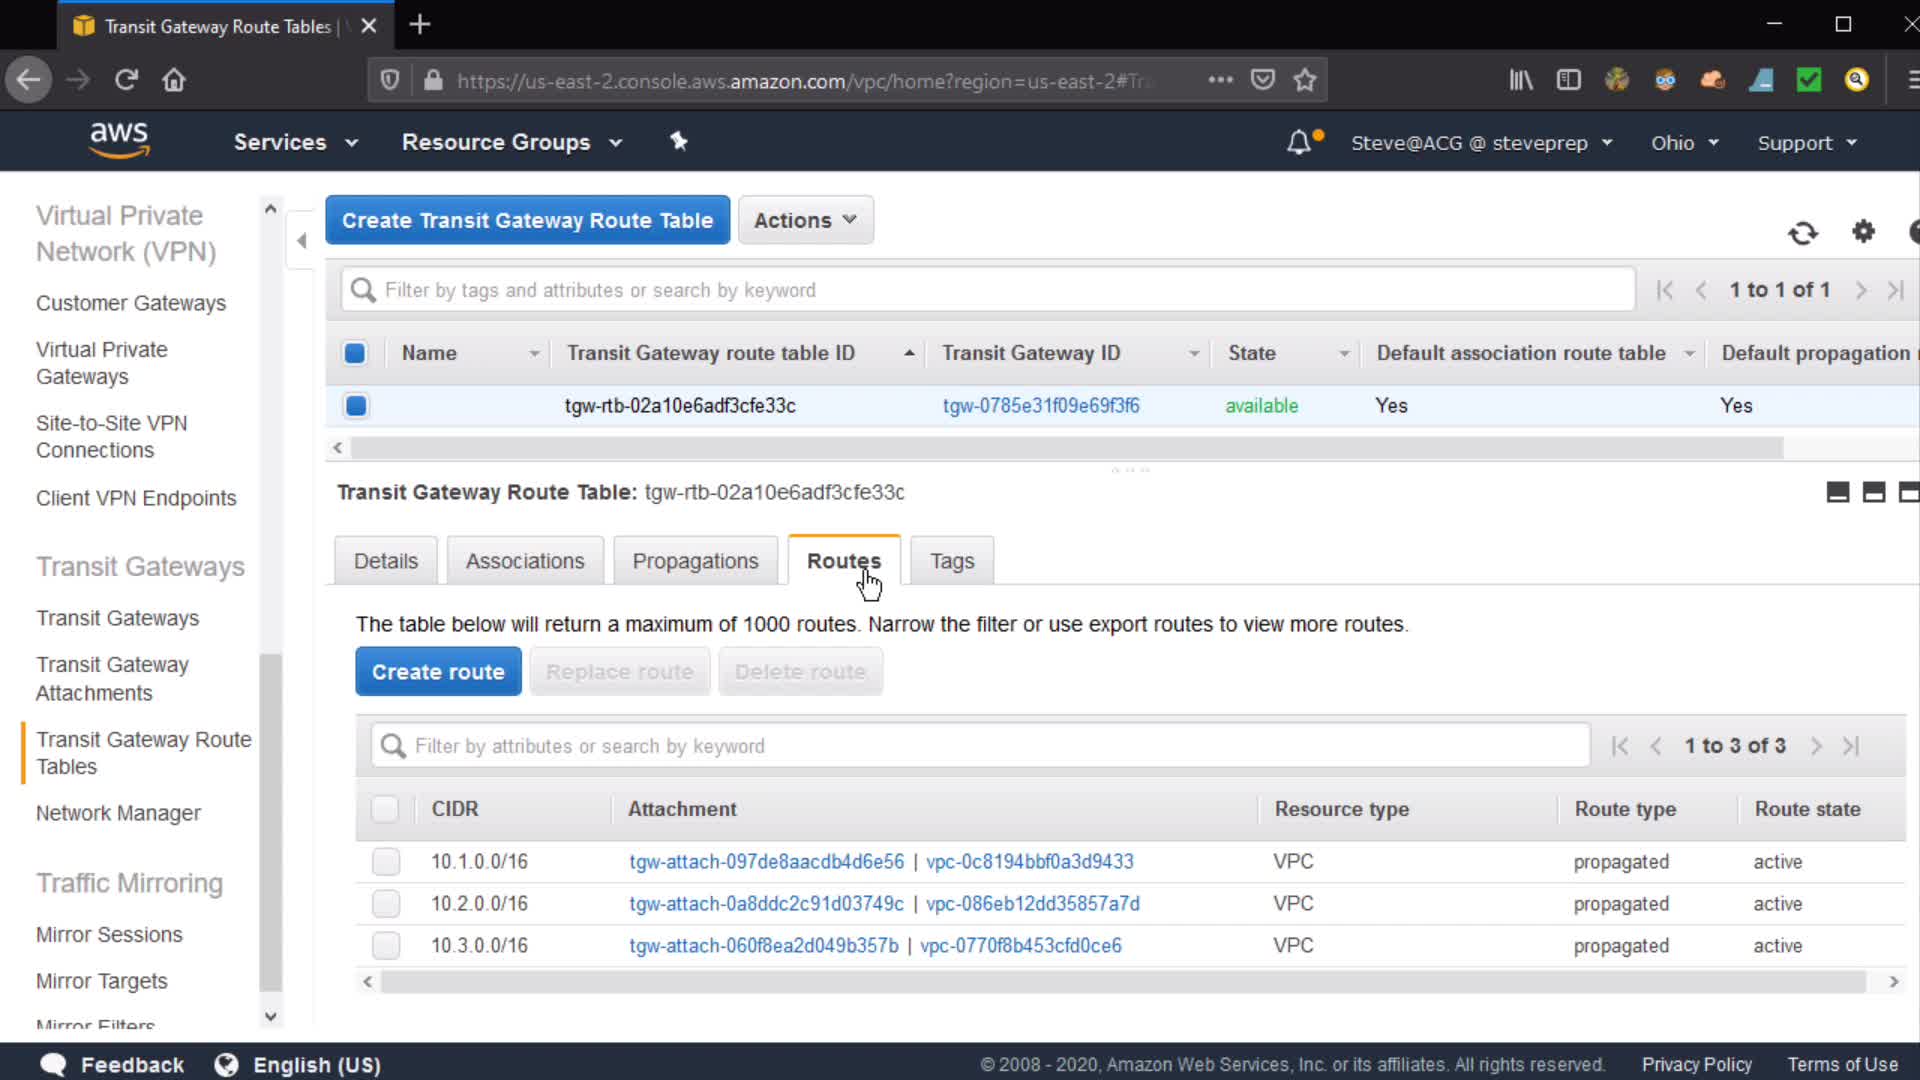 Transit Gateway Route Tables |
https://us-east-2.console.aws.amazon.com/vpc/home?region=us-east-2#Tra
aws
Services
Resource Groups
Steve@ACG @ steveprep
Ohio
Support
Virtual Private
Network (VPN)
Customer Gateways
Virtual Private
Gateways
Site-to-Site VPN
Connections
Client VPN Endpoints
Transit Gateways
Transit Gateways
Transit Gateway
Attachments
Transit Gateway Route
Tables
Network Manager
Traffic Mirroring
Mirror Sessions
Mirror Targets
Mirror Filters
Create Transit Gateway Route Table
Actions
Filter by tags and attributes or search by keyword
1 to 1 of 1
Name Transit Gateway route table ID Transit Gateway ID State Default association route table Default propagation
tgw-rtb-02a10e6adf3cfe33c tgw-0785e31f09e69f3f6 available Yes Yes
Transit Gateway Route Table: tgw-rtb-02a10e6adf3cfe33c
Details Associations Propagations Routes Tags
The table below will return a maximum of 1000 routes. Narrow the filter or use export routes to view more routes.
Create route Replace route Delete route
Filter by attributes or search by keyword
1 to 3 of 3
CIDR Attachment Resource type Route type Route state
10.1.0.0/16 tgw-attach-097de8aacdb4d6e56 | vpc-0c8194bbf0a3d9433 VPC propagated active
10.2.0.0/16 tgw-attach-0a8ddc2c91d03749c | vpc-086eb12dd35857a7d VPC propagated active
10.3.0.0/16 tgw-attach-060f8ea2d049b357b | vpc-0770f8b453cfd0ce6 VPC propagated active
Feedback
English (US)
© 2008 - 2020, Amazon Web Services, Inc. or its affiliates. All rights reserved.
Privacy Policy
Terms of Use